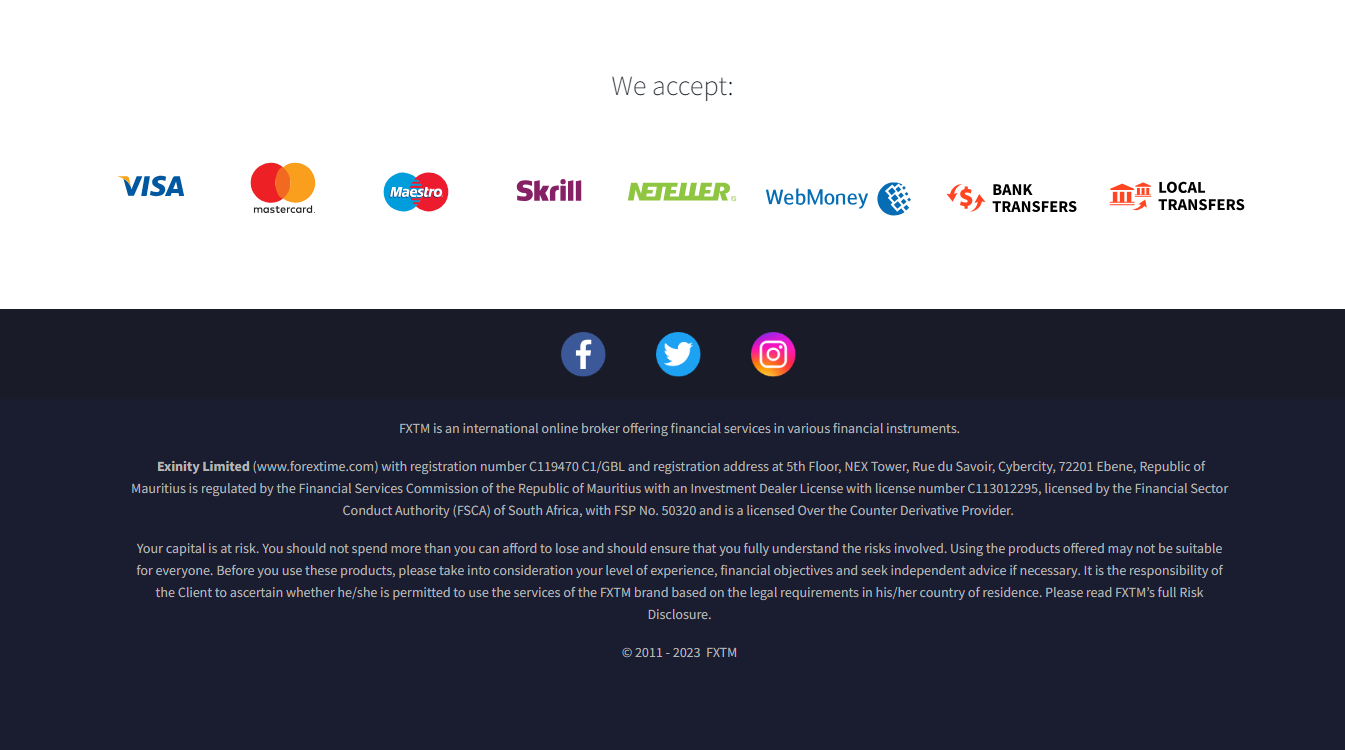 We accept:
VISA
mastercard.
Maestro
Skrill
NETELLER
WebMoney
BANK
TRANSFERS
LOCAL
TRANSFERS
FXTM is an international online broker offering financial services in various financial instruments.
Exinity Limited (www.forextime.com) with registration number C119470 C1/GBL and registration address at 5th Floor, NEX Tower, Rue du Savoir, Cybercity, 72201 Ebene, Republic of
Mauritius is regulated by the Financial Services Commission of the Republic of Mauritius with an Investment Dealer License with license number C113012295, licensed by the Financial Sector
Conduct Authority (FSCA) of South Africa, with FSP No. 50320 and is a licensed Over the Counter Derivative Provider.
Your capital is at risk. You should not spend more than you can afford to lose and should ensure that you fully understand the risks involved. Using the products offered may not be suitable
for everyone. Before you use these products, please take into consideration your level of experience, financial objectives and seek independent advice if necessary. It is the responsibility of
the Client to ascertain whether he/she is permitted to use the services of the FXTM brand based on the legal requirements in his/her country of residence. Please read FXTM’s full Risk
Disclosure.
© 2011 - 2023 FXTM